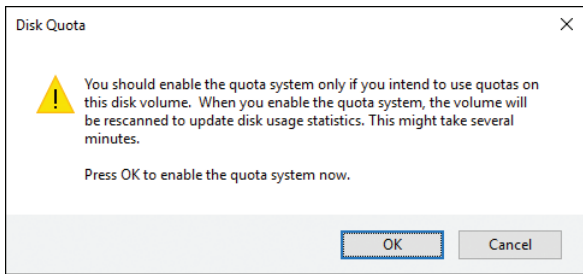 Disk Quota
You should enable the quota system only if you intend to use quotas on
this disk volume.  When you enable the quota system, the volume will
be rescanned to update disk usage statistics. This might take several
minutes.
Press OK to enable the quota system now.
OK
Cancel